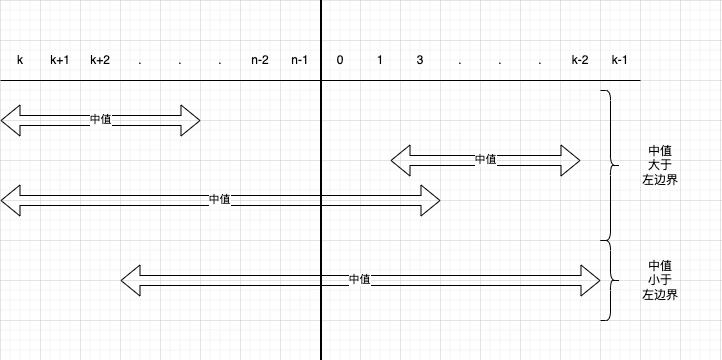 k k+1 k+2 . . . n-2 n-1 0 1 3 . . . k-2 k-1
中值
中值
中值
大于
左边界
中值
中值
中值
小于
左边界